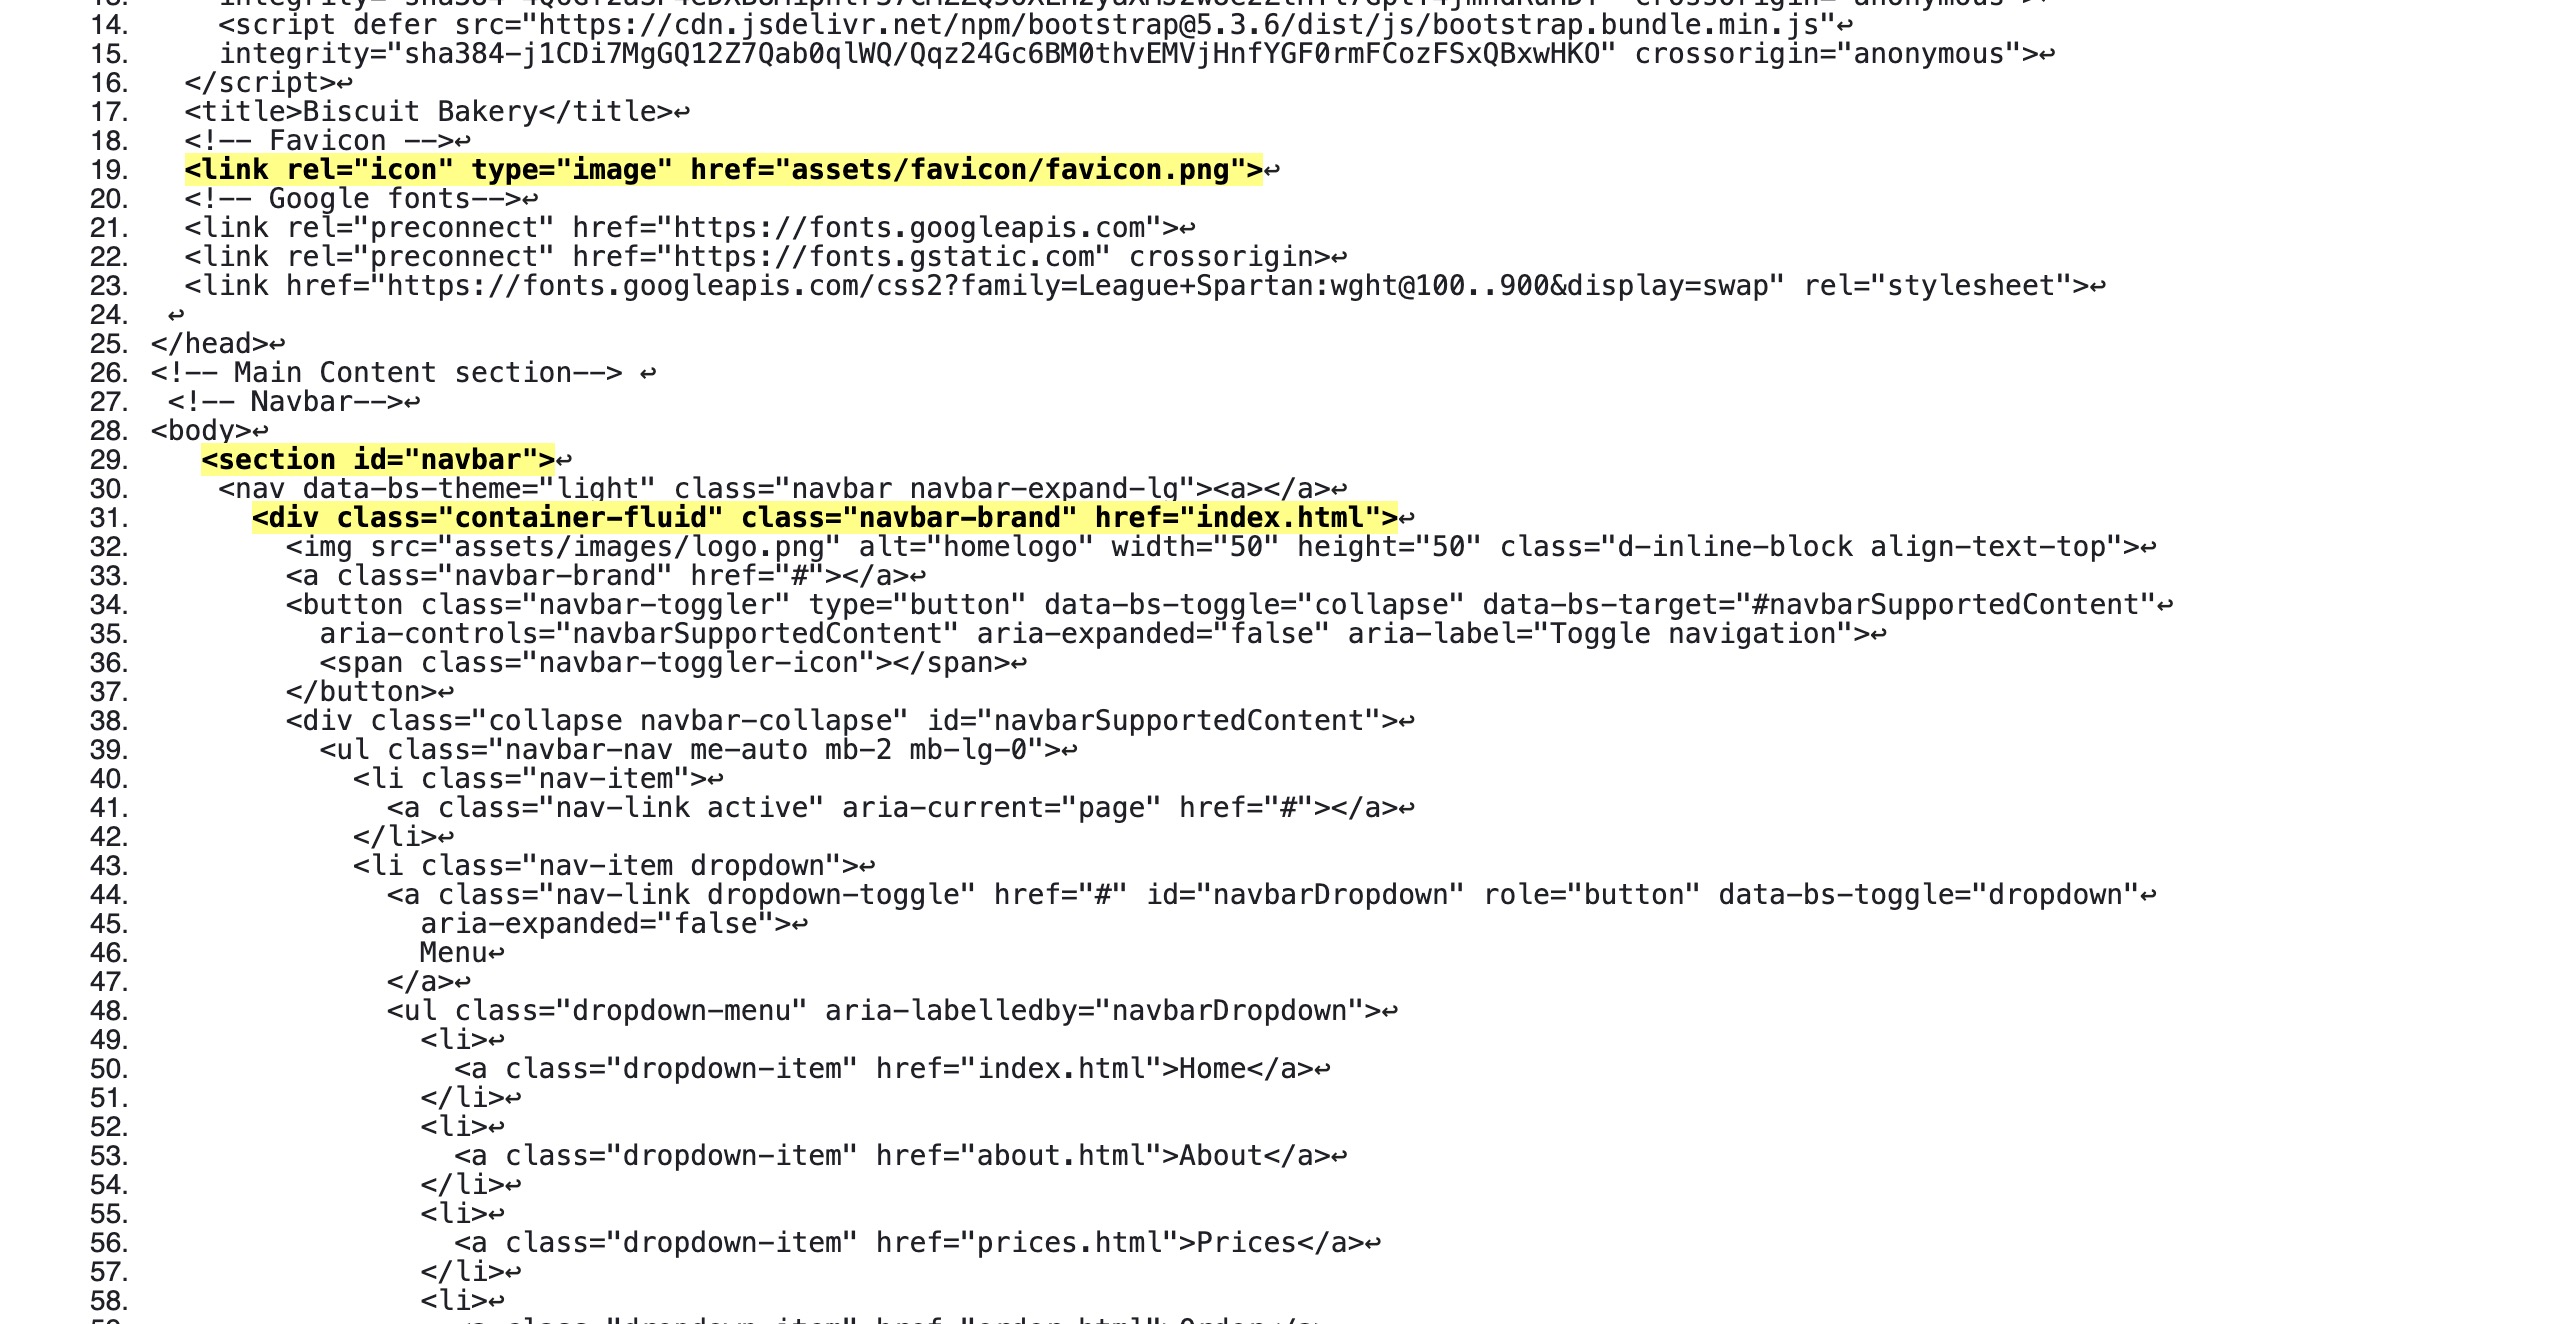 14. <script defer src="https://cdn.jsdelivr.net/npm/bootstrap@5.3.6/dist/js/bootstrap.bundle.min.js"↩
15. integrity="sha384-j1CDi7MgGQ12Z7Qab0qlWQ/Qqz24Gc6BM0thvEMVjHnfYGF0rmFCozFSxQBxwHKO" crossorigin="anonymous">↩
16. </script>↩
17. <title>Biscuit Bakery</title>↩
18. <!-- Favicon -->↩
19. <link rel="icon" type="image" href="assets/favicon/favicon.png">↩
20. <!-- Google fonts-->↩
21. <link rel="preconnect" href="https://fonts.googleapis.com">↩
22. <link rel="preconnect" href="https://fonts.gstatic.com" crossorigin>↩
23. <link href="https://fonts.googleapis.com/css2?family=League+Spartan:wght@100..900&display=swap" rel="stylesheet">↩
24. ↩
25. </head>↩
26. <!-- Main Content section--> ↩
27. <!-- Navbar-->↩
28. <body>↩
29. <section id="navbar">↩
30. <nav data-bs-theme="light" class="navbar navbar-expand-lg"><a></a>↩
31. <div class="container-fluid" class="navbar-brand" href="index.html">↩
32. <img src="assets/images/logo.png" alt="homelogo" width="50" height="50" class="d-inline-block align-text-top">↩
33. <a class="navbar-brand" href="#"></a>↩
34. <button class="navbar-toggler" type="button" data-bs-toggle="collapse" data-bs-target="#navbarSupportedContent"↩
35. aria-controls="navbarSupportedContent" aria-expanded="false" aria-label="Toggle navigation">↩
36. <span class="navbar-toggler-icon"></span>↩
37. </button>↩
38. <div class="collapse navbar-collapse" id="navbarSupportedContent">↩
39. <ul class="navbar-nav me-auto mb-2 mb-lg-0">↩
40. <li class="nav-item">↩
41. <a class="nav-link active" aria-current="page" href="#"></a>↩
42. </li>↩
43. <li class="nav-item dropdown">↩
44. <a class="nav-link dropdown-toggle" href="#" id="navbarDropdown" role="button" data-bs-toggle="dropdown"↩
45. aria-expanded="false">↩
46. Menu↩
47. </a>↩
48. <ul class="dropdown-menu" aria-labelledby="navbarDropdown">↩
49. <li>↩
50. <a class="dropdown-item" href="index.html">Home</a>↩
51. </li>↩
52. <li>↩
53. <a class="dropdown-item" href="about.html">About</a>↩
54. </li>↩
55. <li>↩
56. <a class="dropdown-item" href="prices.html">Prices</a>↩
57. </li>↩
58. <li>↩